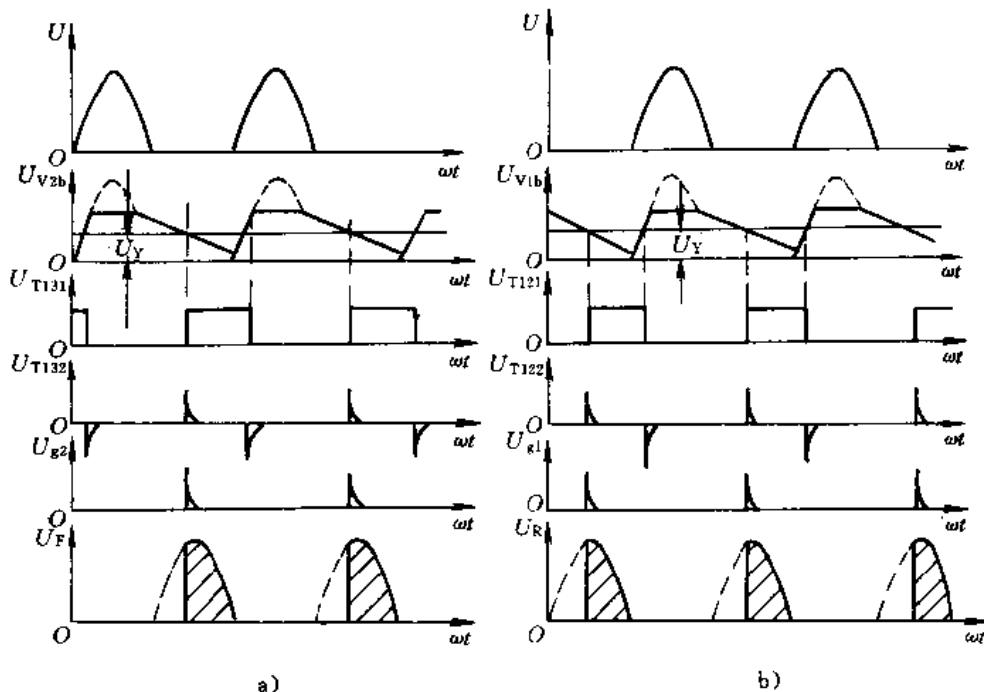 U
O
ωt
U_V2b
U_Y
O
ωt
U_T131
O
ωt
U_T132
O
ωt
U_g2
O
ωt
U_F
O
ωt
a)
U
O
ωt
U_V1b
U_Y
O
ωt
U_T121
O
ωt
U_T122
O
ωt
U_g1
O
ωt
U_R
O
ωt
b)